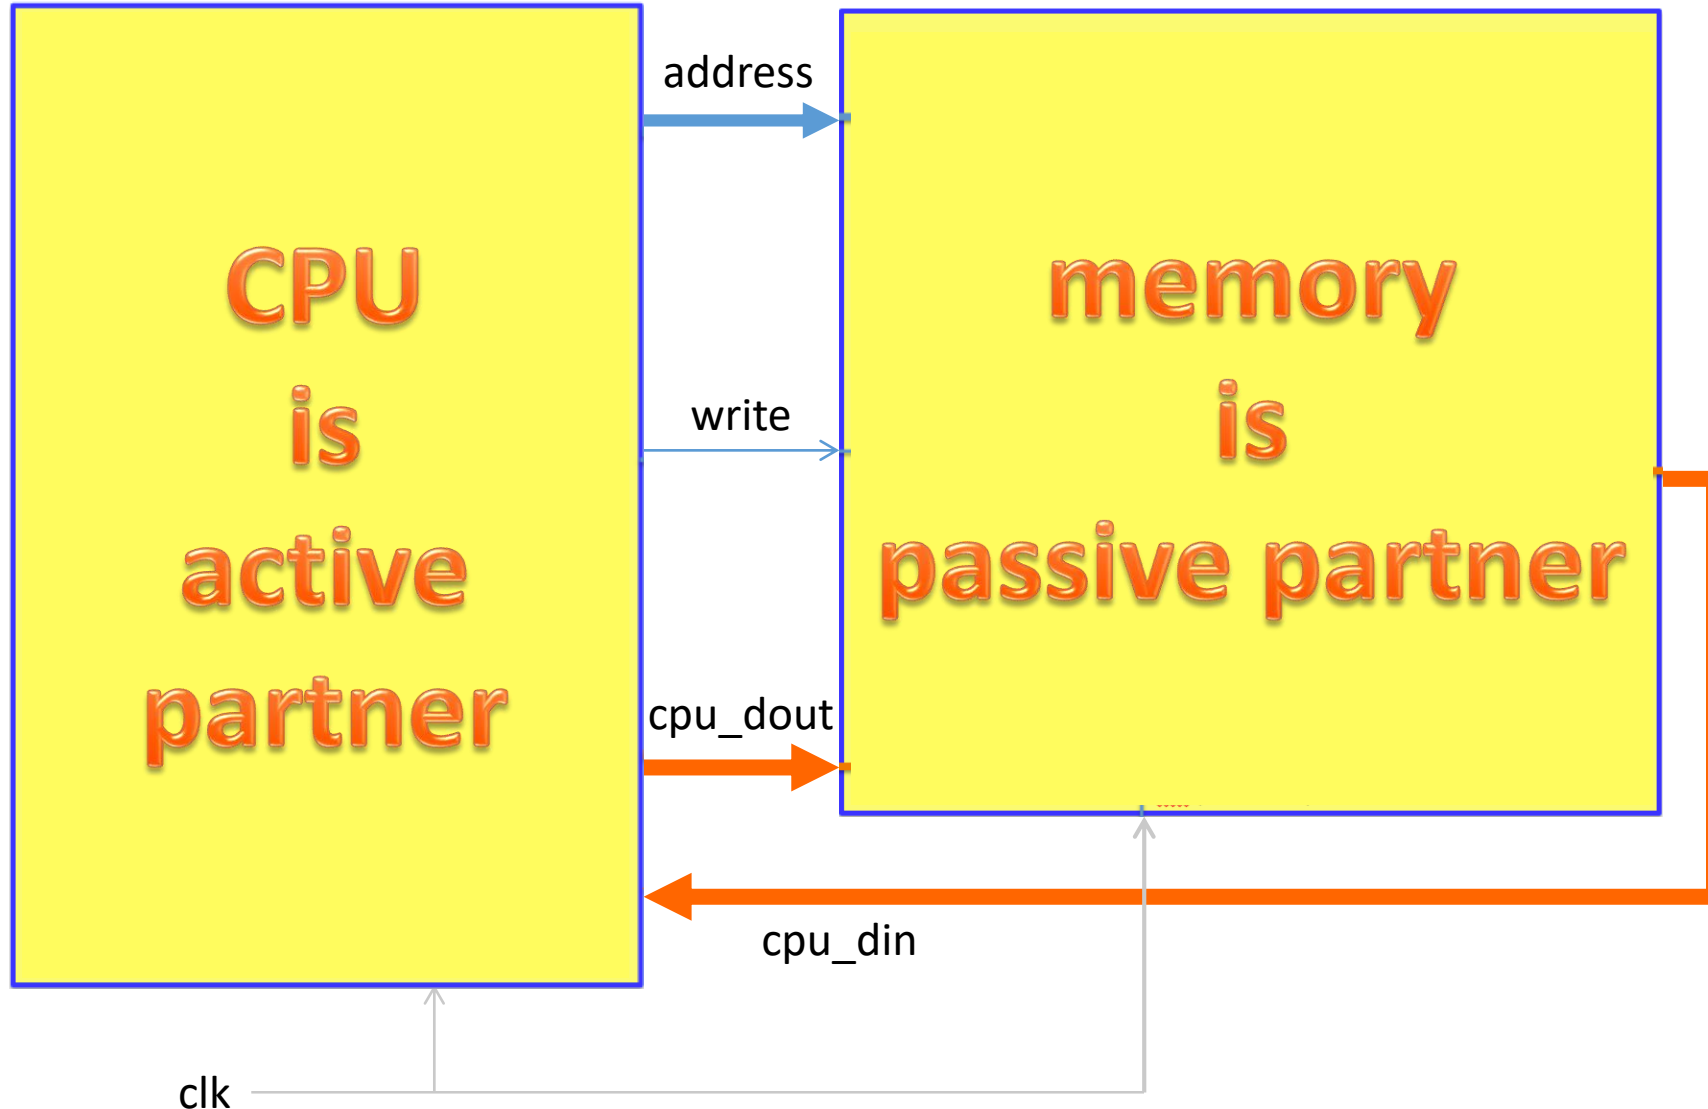 CPU
is
active
partner
address
write
cpu_dout
cpu_din
memory
is
passive partner
clk